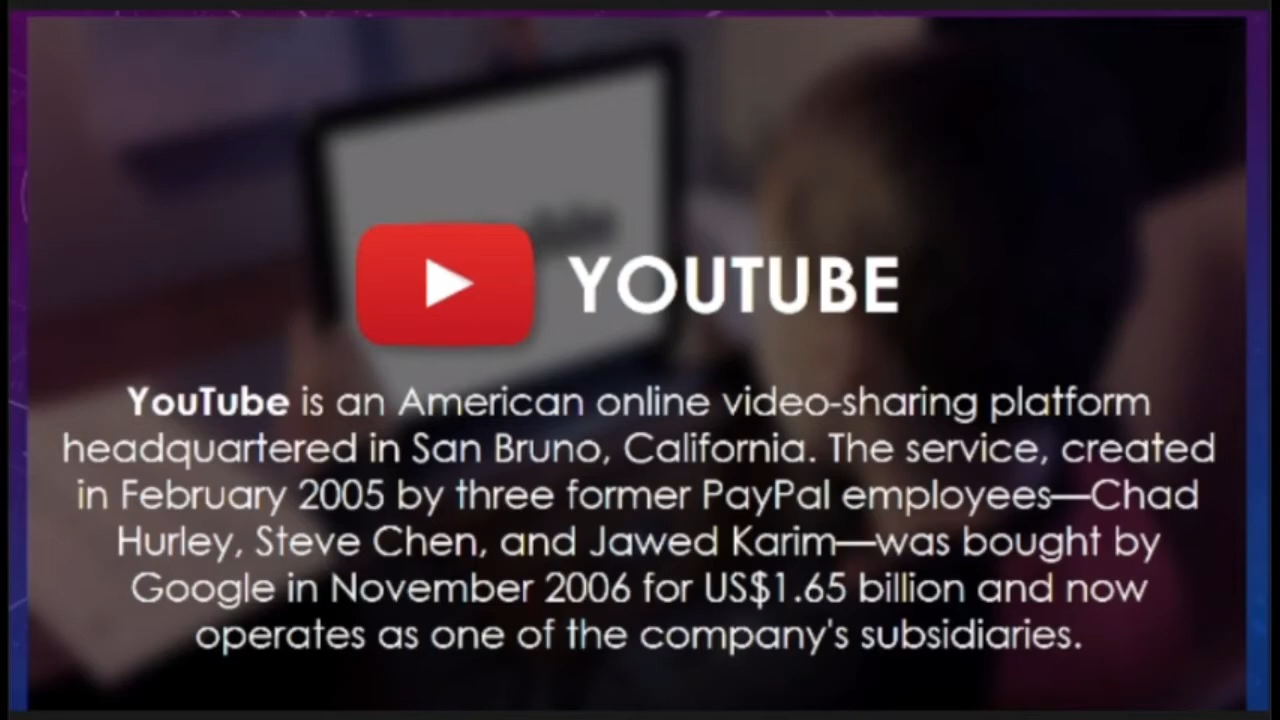 YOUTUBE
YouTube is an American online video-sharing platform
headquartered in San Bruno, California. The service, created
in February 2005 by three former PayPal employees—Chad
Hurley, Steve Chen, and Jawed Karim—was bought by
Google in November 2006 for US$1.65 billion and now
operates as one of the company's subsidiaries.